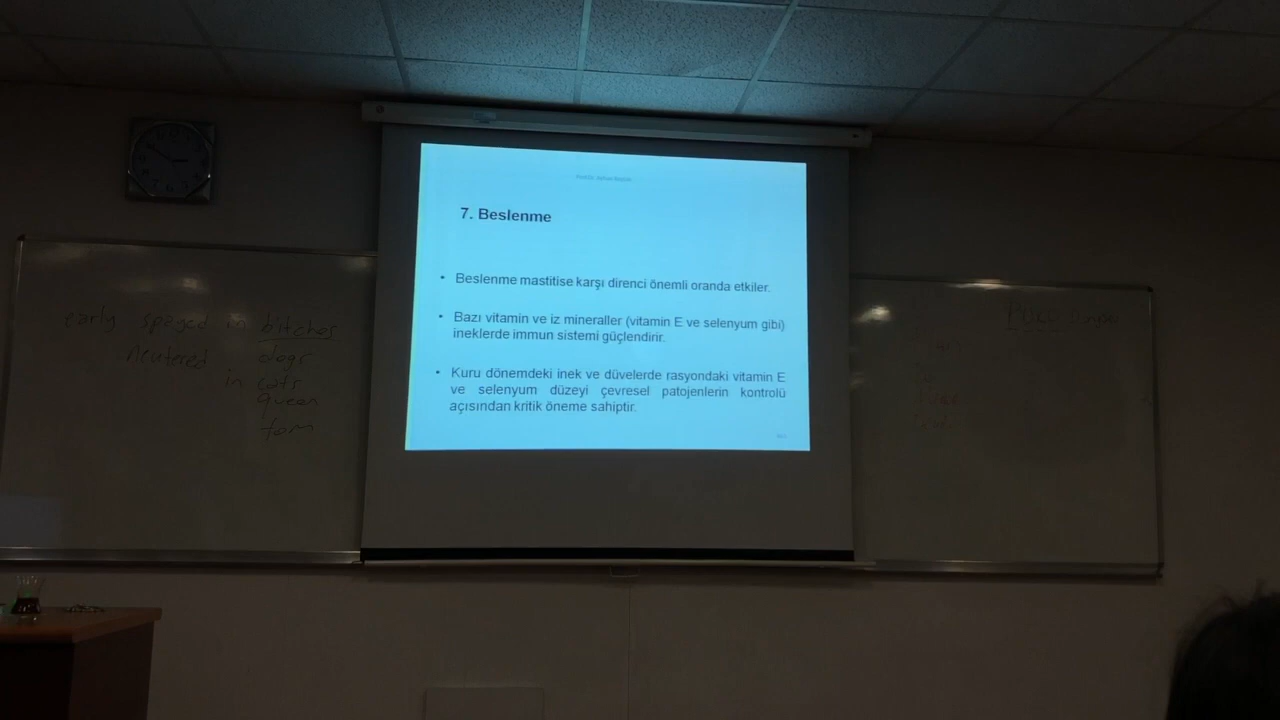 7. Beslenme
• Beslenme mastitise karşı direnci önemli oranda etkiler.
• Bazı vitamin ve iz mineraller (vitamin E ve selenyum gibi)
ineklerde immun sistemi güçlendirir.
• Kuru dönemdeki inek ve düvelerde rasyondaki vitamin E
ve selenyum düzeyi çevresel patojenlerin kontrolü
açısından kritik öneme sahiptir.
early spayed in bitches
neutered dogs
in cats
queen
tom